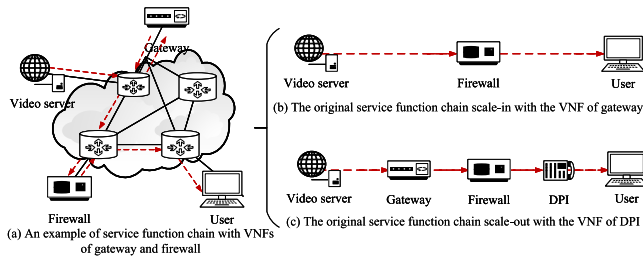 Gateway
Video server
Firewall
User
(a) An example of service function chain with VNFs
of gateway and firewall
Video server
Firewall
User
(b) The original service function chain scale-in with the VNF of gateway
Video server
Gateway
Firewall
DPI
User
(c) The original service function chain scale-out with the VNF of DPI